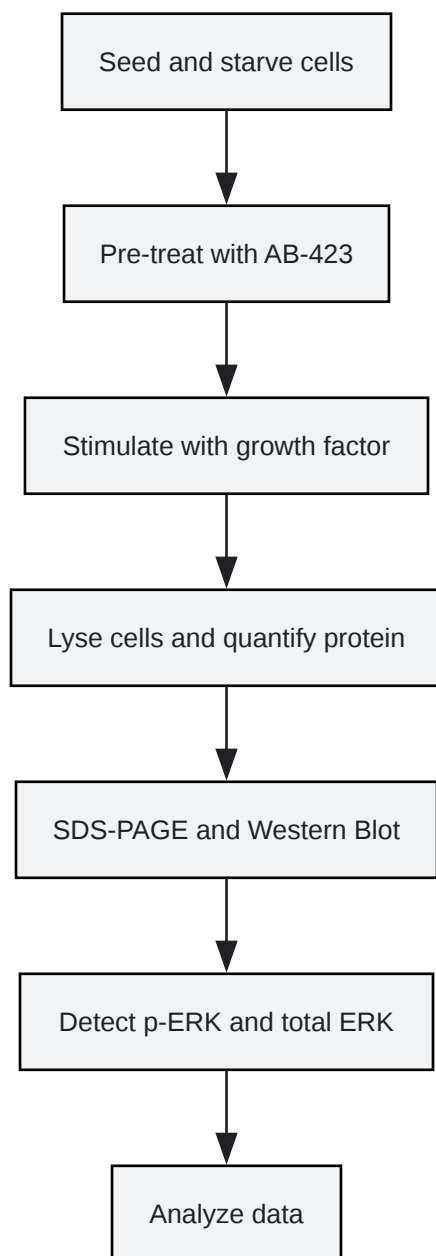 Seed and starve cells
Pre-treat with AB-423
Stimulate with growth factor
Lyse cells and quantify protein
SDS-PAGE and Western Blot
Detect p-ERK and total ERK
Analyze data